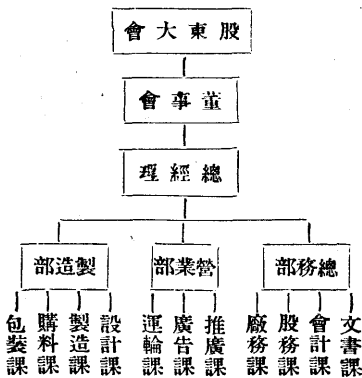 股東大會
董事會
總經理
總務部
營業部
製造部
文書課
會計課
股務課
廠務課
推廣課
廣告課
運輸課
設計課
製造課
購料課
包裝課